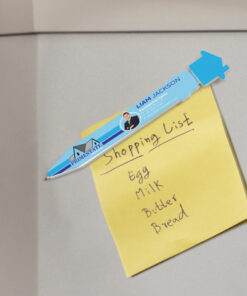 LIAM JACKSON
Shopping List
Egg
Milk
Butter
Bread